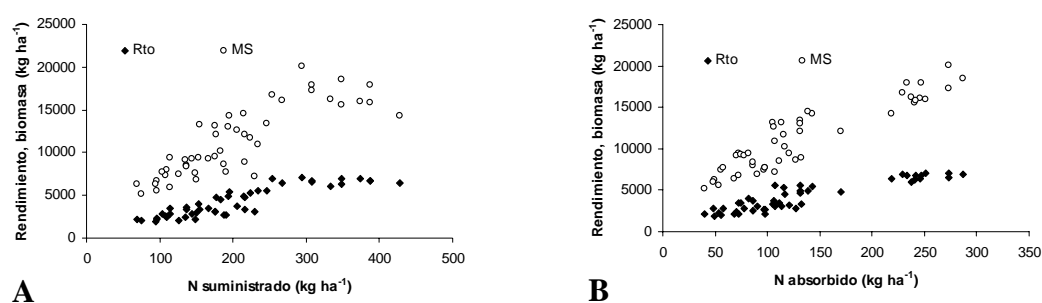 25000
20000
15000
10000
5000
0
Rendimiento, biomasa (kg ha-1)
Rto
MS
0
100
200
300
400
500
N suministrado (kg ha-1)
A
25000
20000
15000
10000
5000
0
Rendimiento, biomasa (kg ha-1)
Rto
MS
0
50
100
150
200
250
300
350
N absorbido (kg ha-1)
B